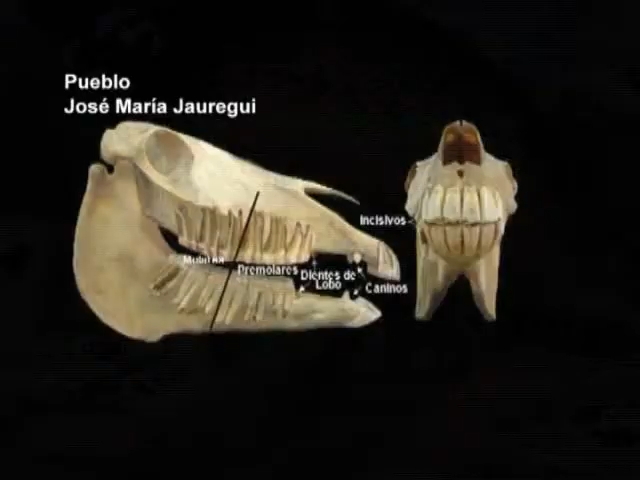 Pueblo
José María Jauregui
Incisivos
Premolares
Dientes de
Lobo
Caninos